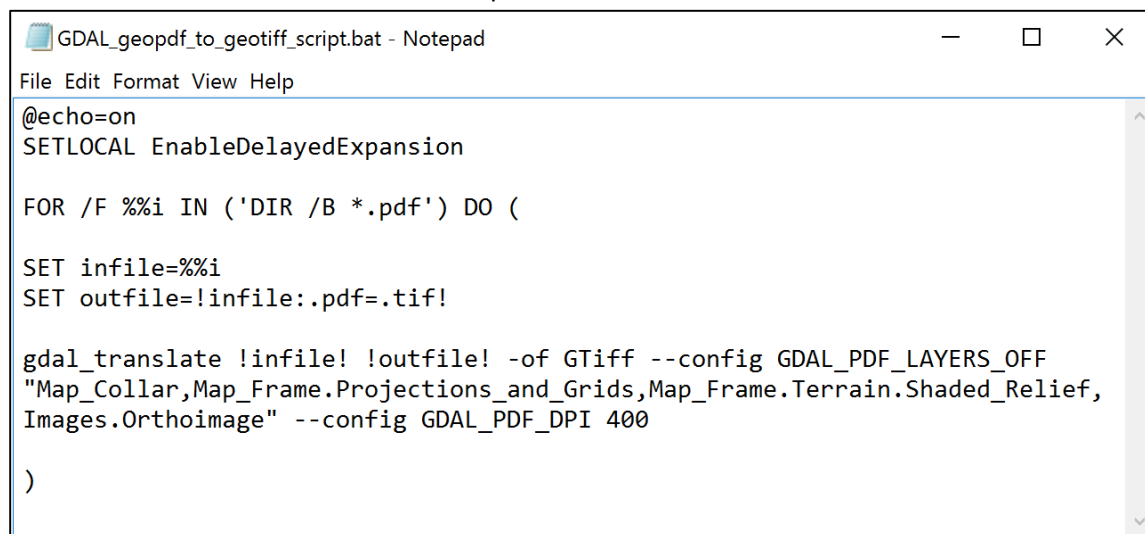 GDAL_geopdf_to_geotiff_script.bat - Notepad
File Edit Format View Help
@echo=on
SETLOCAL EnableDelayedExpansion
FOR /F %%i IN ('DIR /B *.pdf') DO (
SET infile=%%i
SET outfile=!infile:.pdf=.tif!
gdal_translate !infile! !outfile! -of GTiff --config GDAL_PDF_LAYERS_OFF
"Map_Collar,Map_Frame.Projections_and_Grids,Map_Frame.Terrain.Shaded_Relief,
Images.Orthoimage" --config GDAL_PDF_DPI 400
)